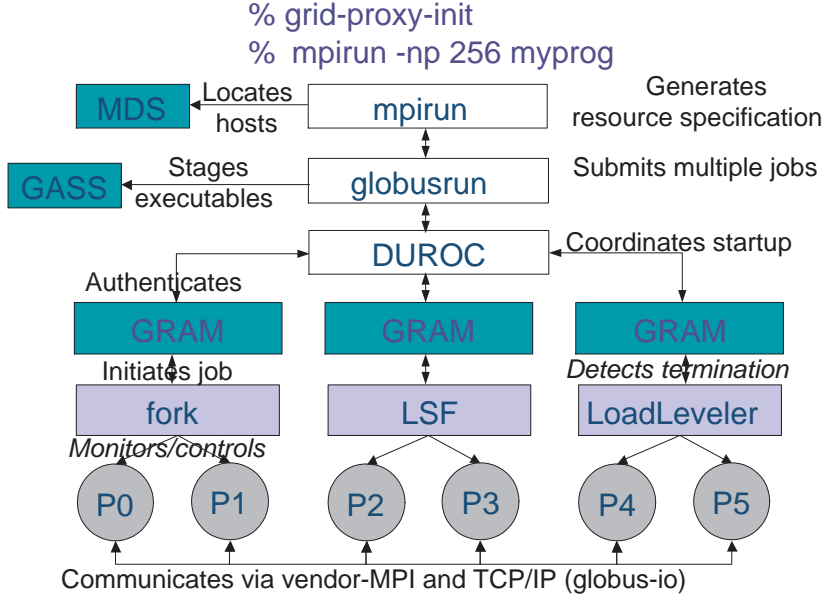 % grid-proxy-init
% mpirun -np 256 myprog
MDS
Locates
hosts
mpirun
Generates
resource specification
GASS
Stages
executables
globusrun
Submits multiple jobs
DUROC
Coordinates startup
Authenticates
GRAM
GRAM
GRAM
Initiates job
Detects termination
fork
LSF
LoadLeveler
Monitors/controls
P0
P1
P2
P3
P4
P5
Communicates via vendor-MPI and TCP/IP (globus-io)